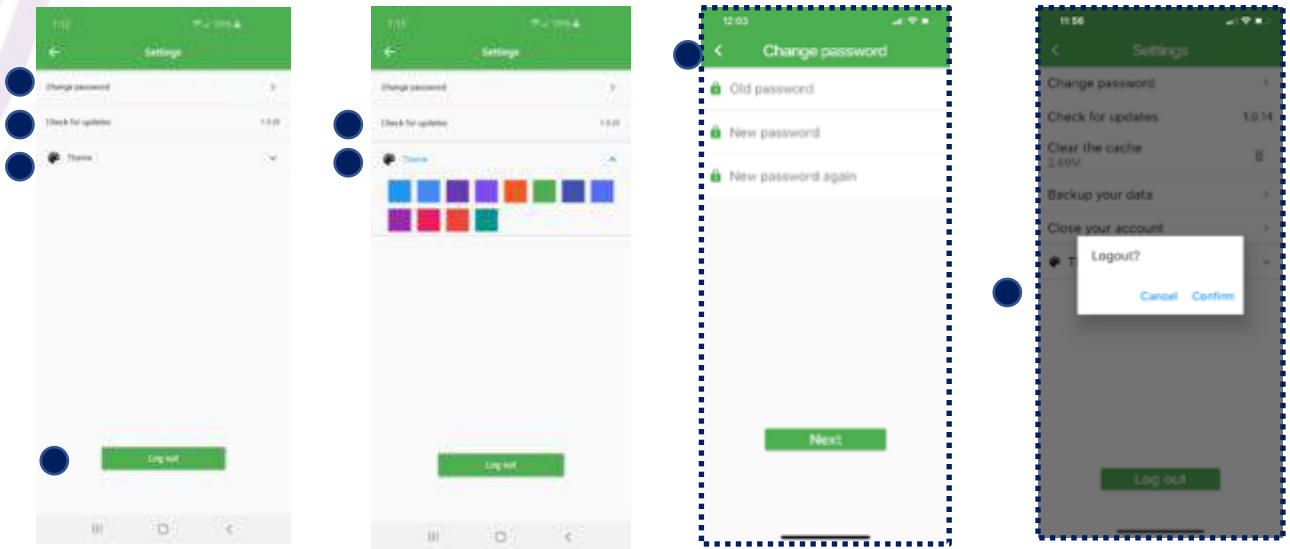 Settings
Change password
Check for updates
Theme
Log out
Settings
Change password
Check for updates
Theme
Log out
12:03
Change password
Old password
New password
New password again
Next
11:56
Settings
Change password
Check for updates 1.0.14
Clear the cache
2.69M
Backup your data
Close your account
T
Logout?
Cancel Confirm
Log out